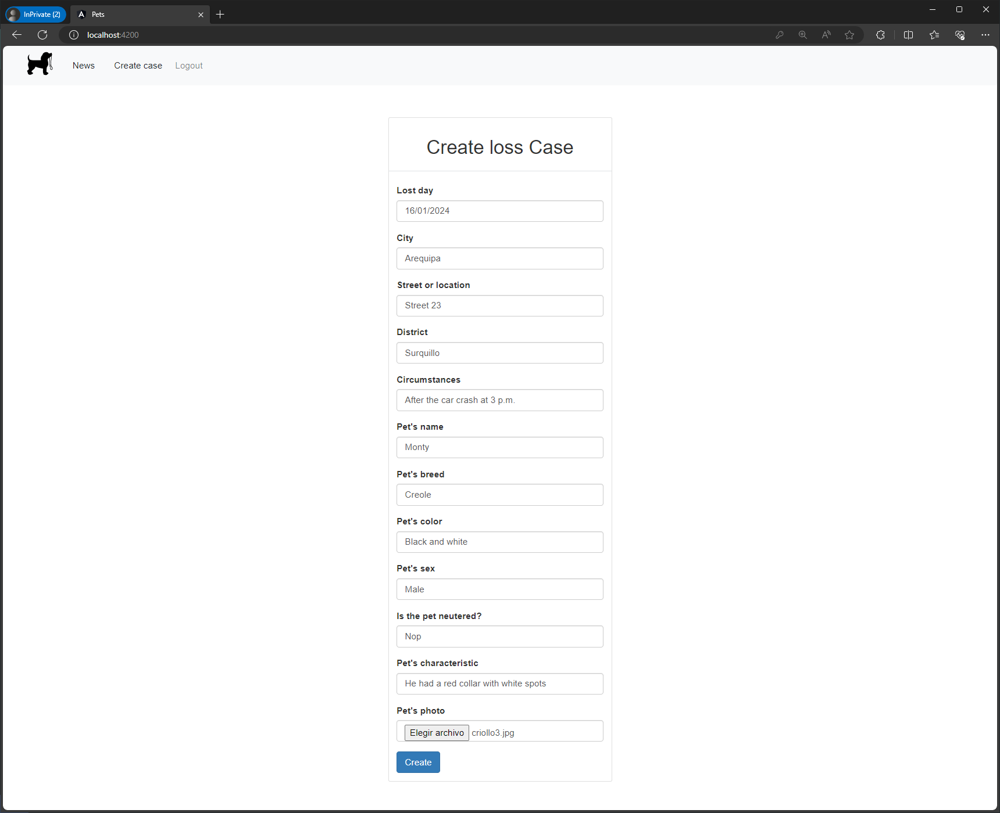 InPrivate (2)
Pets
localhost:4200
News Create case Logout
Create loss Case
Lost day
16/01/2024
City
Arequipa
Street or location
Street 23
District
Surquillo
Circumstances
After the car crash at 3 p.m.
Pet's name
Monty
Pet's breed
Creole
Pet's color
Black and white
Pet's sex
Male
Is the pet neutered?
Nop
Pet's characteristic
He had a red collar with white spots
Pet's photo
Elegir archivo criollo3.jpg
Create